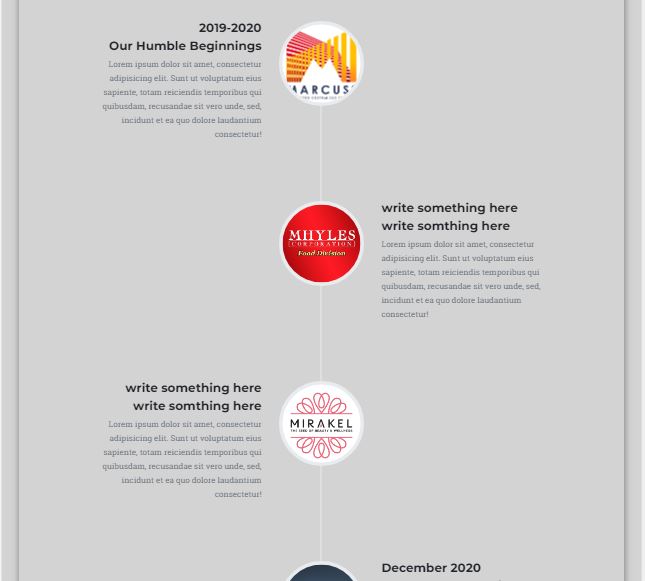 2019-2020
Our Humble Beginnings
Lorem ipsum dolor sit amet, consectetur
adipisicing elit. Sunt ut voluptatum eius
sapiente, totam reiciendis temporibus qui
quibusdam, recusandae sit vero unde, sed,
incidunt et ea quo dolore laudantium
consectetur!
MARCUS
write something here
write somthing here
MHYLES
CORPORATION
Food Division
Lorem ipsum dolor sit amet, consectetur
adipisicing elit. Sunt ut voluptatum eius
sapiente, totam reiciendis temporibus qui
quibusdam, recusandae sit vero unde, sed,
incidunt et ea quo dolore laudantium
consectetur!
write something here
write somthing here
Lorem ipsum dolor sit amet, consectetur
adipisicing elit. Sunt ut voluptatum eius
sapiente, totam reiciendis temporibus qui
quibusdam, recusandae sit vero unde, sed,
incidunt et ea quo dolore laudantium
consectetur!
MIRAKEL
THE SEED OF BEAUTY & WELLNESS
December 2020